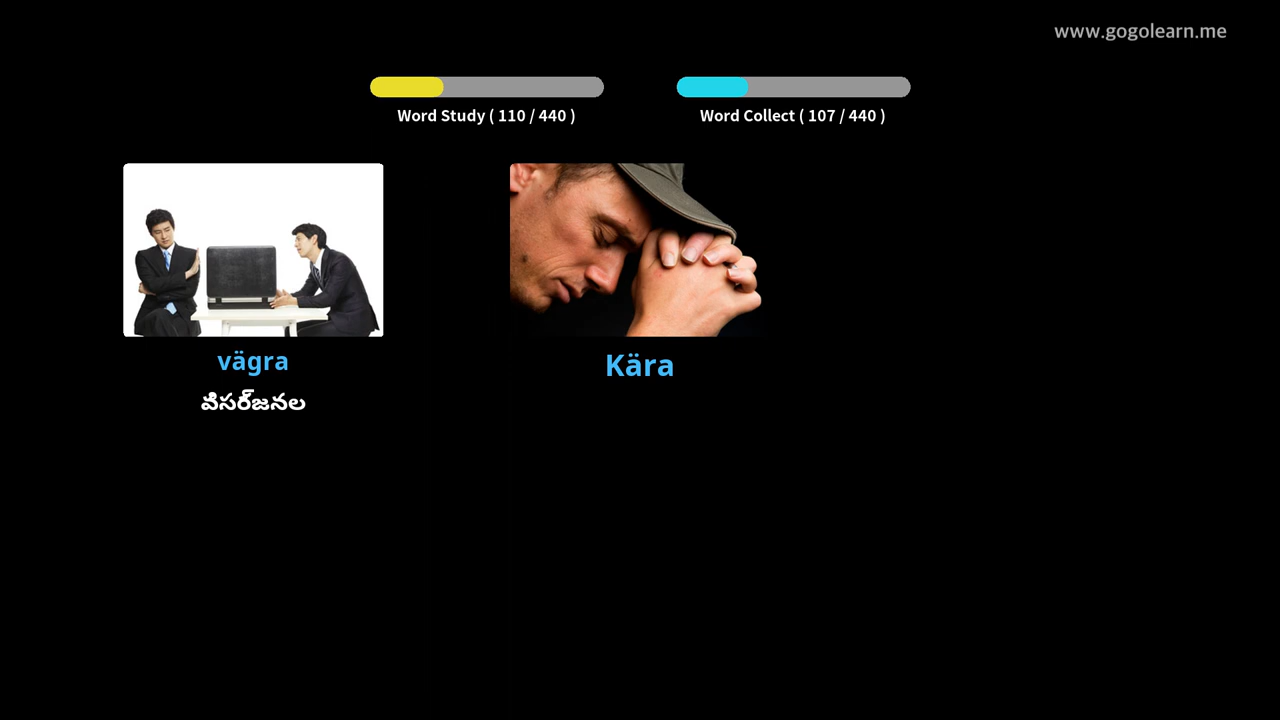 www.gogolearn.me
Word Study ( 110 / 440 )
Word Collect ( 107 / 440 )
vägra
విసర్జనల
Kära